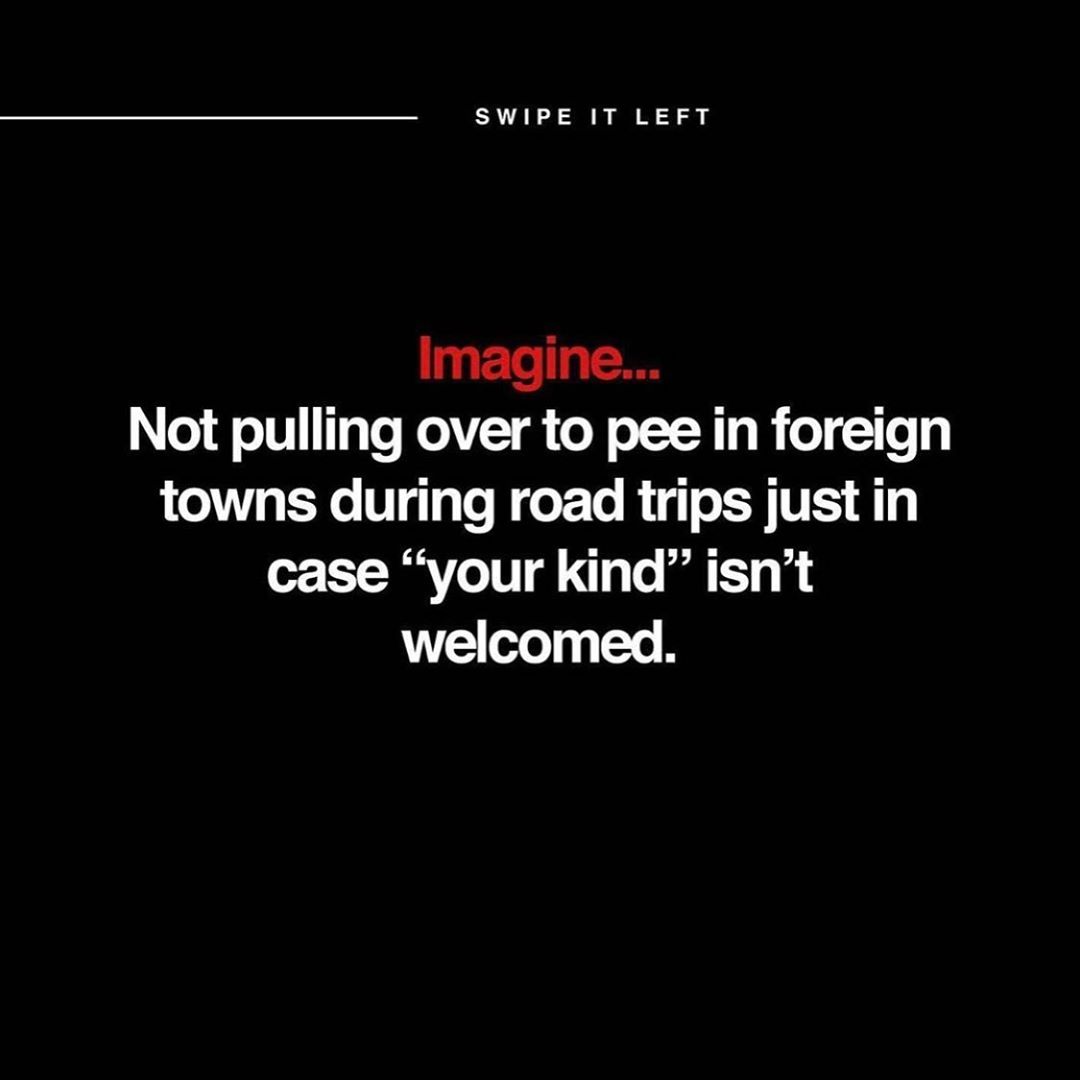 SWIPE IT LEFT
Imagine...
Not pulling over to pee in foreign
towns during road trips just in
case “your kind” isn’t
welcomed.